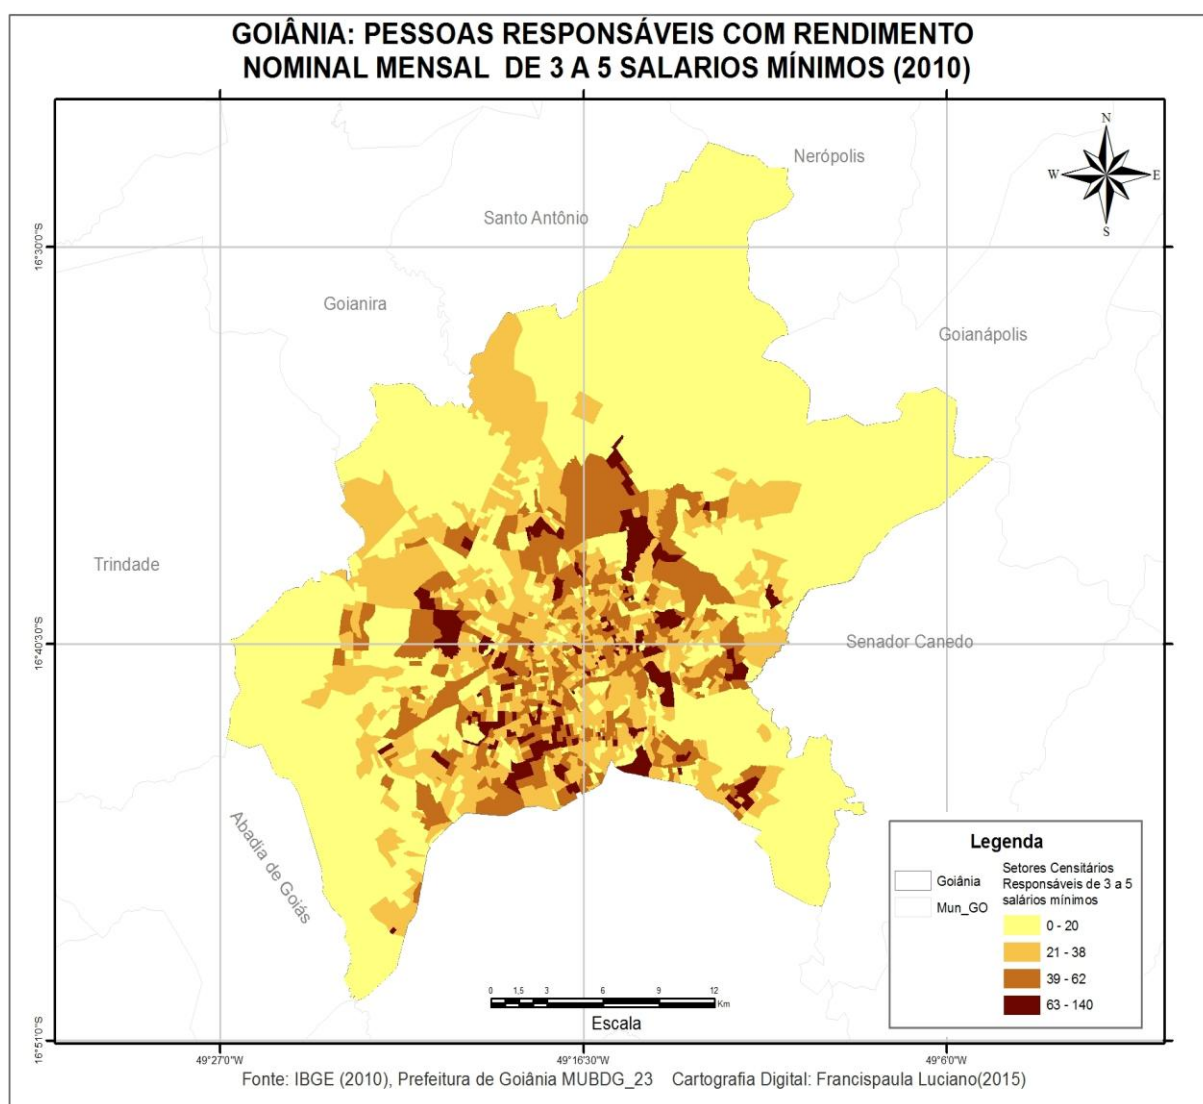 GOIÂNIA: PESSOAS RESPONSÁVEIS COM RENDIMENTO
NOMINAL MENSAL DE 3 A 5 SALARIOS MÍNIMOS (2010)
N
W
E
S
Nerópolis
Santo Antônio
16°30'0"S
Goianira
Goianápolis
Trindade
16°40'30"S
Senador Canedo
Abadia de Goiás
Legenda
Goiânia
Mun_GO
Setores Censitários
Responsáveis de 3 a 5
salários mínimos
0 - 20
21 - 38
39 - 62
63 - 140
0 1,5 3 6 9 12
Km
Escala
16°51'0"S
49°27'0"W 49°16'30"W 49°6'0"W
Fonte: IBGE (2010), Prefeitura de Goiânia MUBDG_23 Cartografia Digital: Francispaula Luciano(2015)